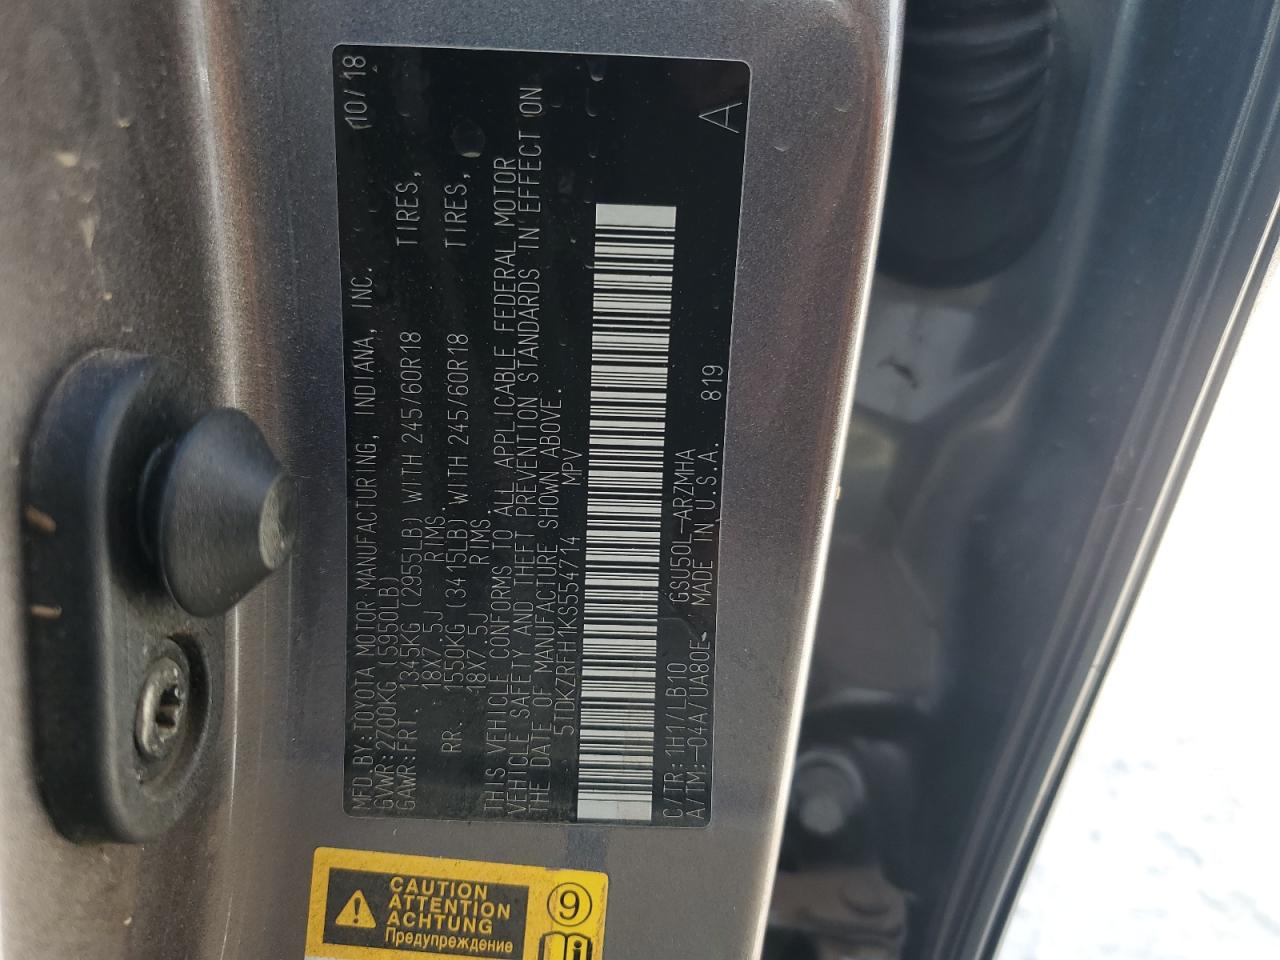 MFD.BY:TOYOTA MOTOR MANUFACTURING, INDIANA, INC. 10/18
GVWR:2700KG (5950LB)
GAWR:FRT. 1345KG (2955LB) WITH 245/60R18 TIRES,
18X7.5J RIMS.
RR. 1550KG (3415LB) WITH 245/60R18 TIRES,
18X7.5J RIMS.
THIS VEHICLE CONFORMS TO ALL APPLICABLE FEDERAL MOTOR
VEHICLE SAFETY AND THEFT PREVENTION STANDARDS IN EFFECT ON
THE DATE OF MANUFACTURE SHOWN ABOVE.
5TDKZRFH1KS554714 MPV
C/TR:1H1/LB10 GSU50L-ARZMHA A
A/TM:-04A/UA80E MADE IN U.S.A. 819
CAUTION
ATTENTION
ACHTUNG
Предупреждение
9
i